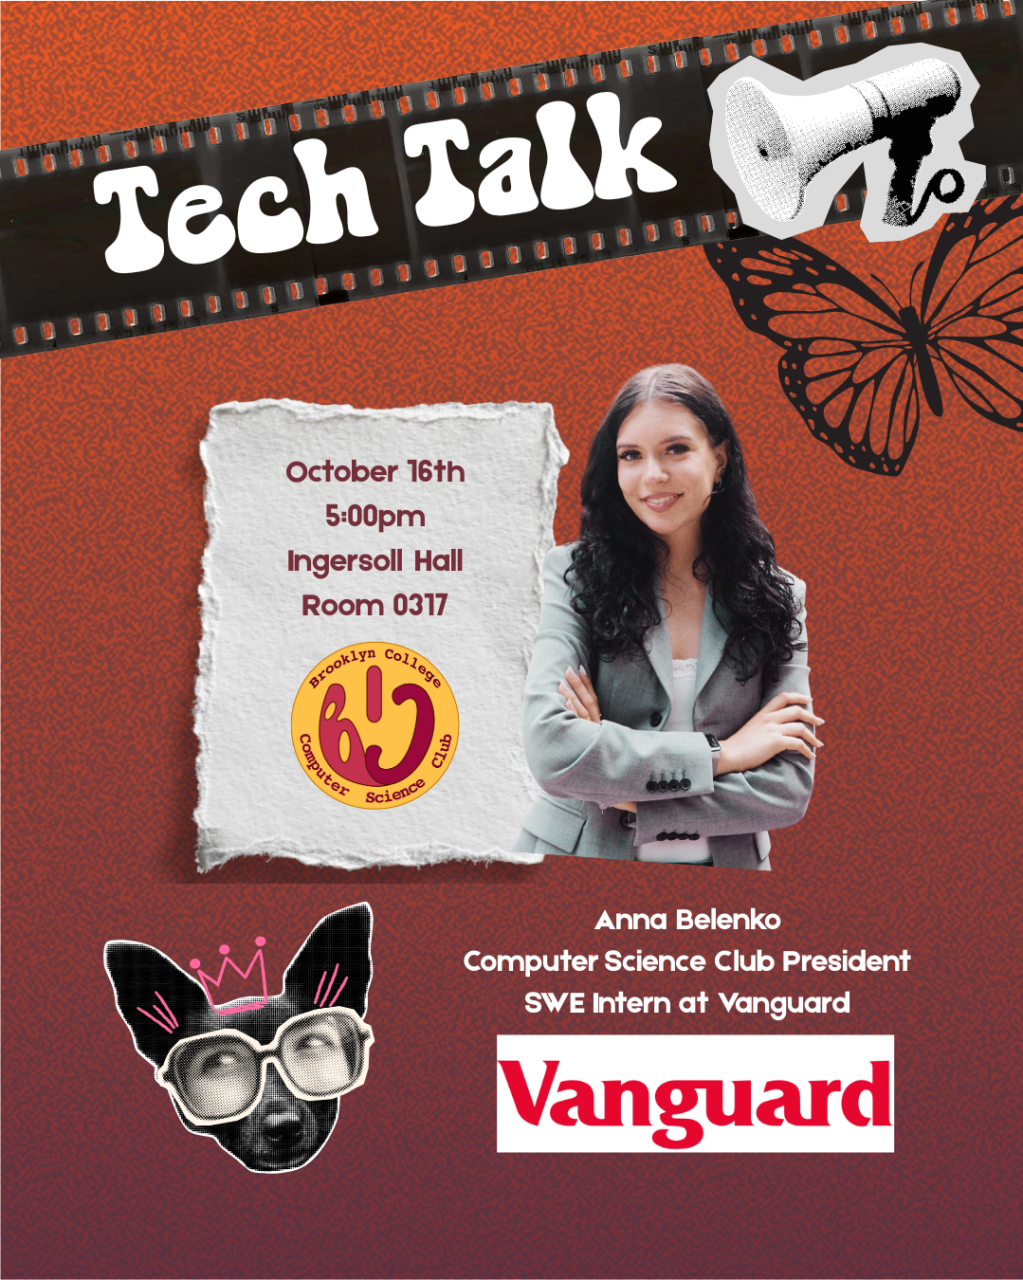 Tech Talk
October 16th
5:00pm
Ingersoll Hall
Room 0317
Brooklyn College
Computer Science Club
Anna Belenko
Computer Science Club President
SWE Intern at Vanguard
Vanguard